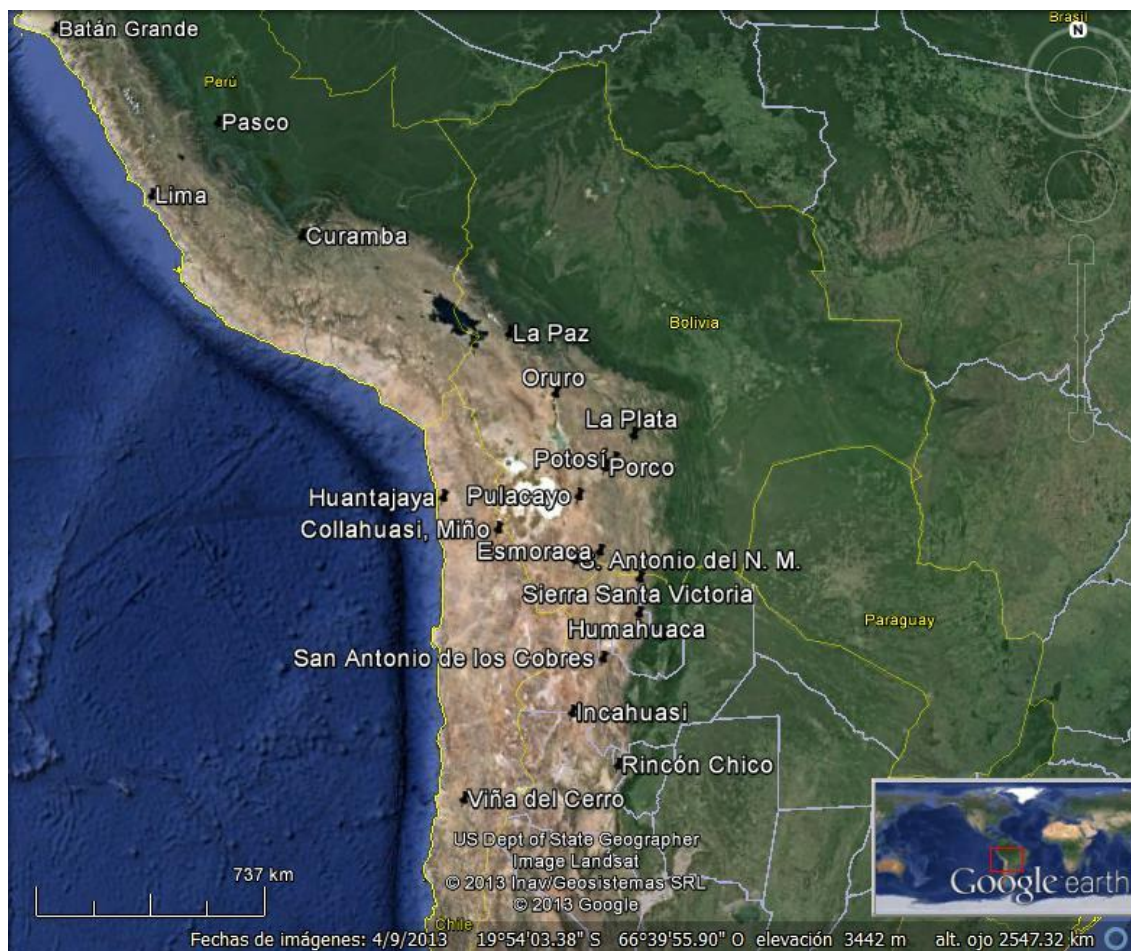 Brasil
N
Batán Grande
Perú
Pasco
Lima
Curamba
Bolivia
La Paz
Oruro
La Plata
Potosí
Porco
Huantajaya
Pulacayo
Collahuasi, Miño
Esmoraca
S. Antonio del N. M.
Sierra Santa Victoria
Humahuaca
Paraguay
San Antonio de los Cobres
Incahuasi
Rincón Chico
Viña del Cerro
US Dept of State Geographer
Image Landsat
© 2013 Inav/Geosistemas SRL
© 2013 Google
737 km
Google earth
Chile
Fechas de imágenes: 4/9/2013 19°54'03.38" S 66°39'55.90" O elevación 3442 m alt. ojo 2547.32 km